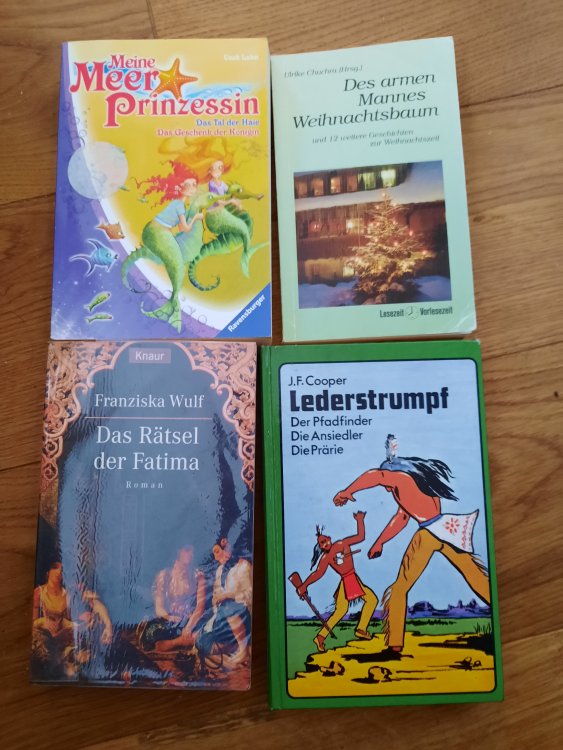 Meine
Meer
Prinzessin
Das Tal der Haie
Das Geschenk der Königin
Ravensburger
Ulrike Chuchra (Hrsg.)
Des armen
Mannes
Weihnachtsbaum
und 12 weitere Geschichten
zur Weihnachtszeit
Lesezeit Vorlesezeit
Knaur
Franziska Wulf
Das Rätsel
der Fatima
Roman
J.F. Cooper
Lederstrumpf
Der Pfadfinder
Die Ansiedler
Die Prärie